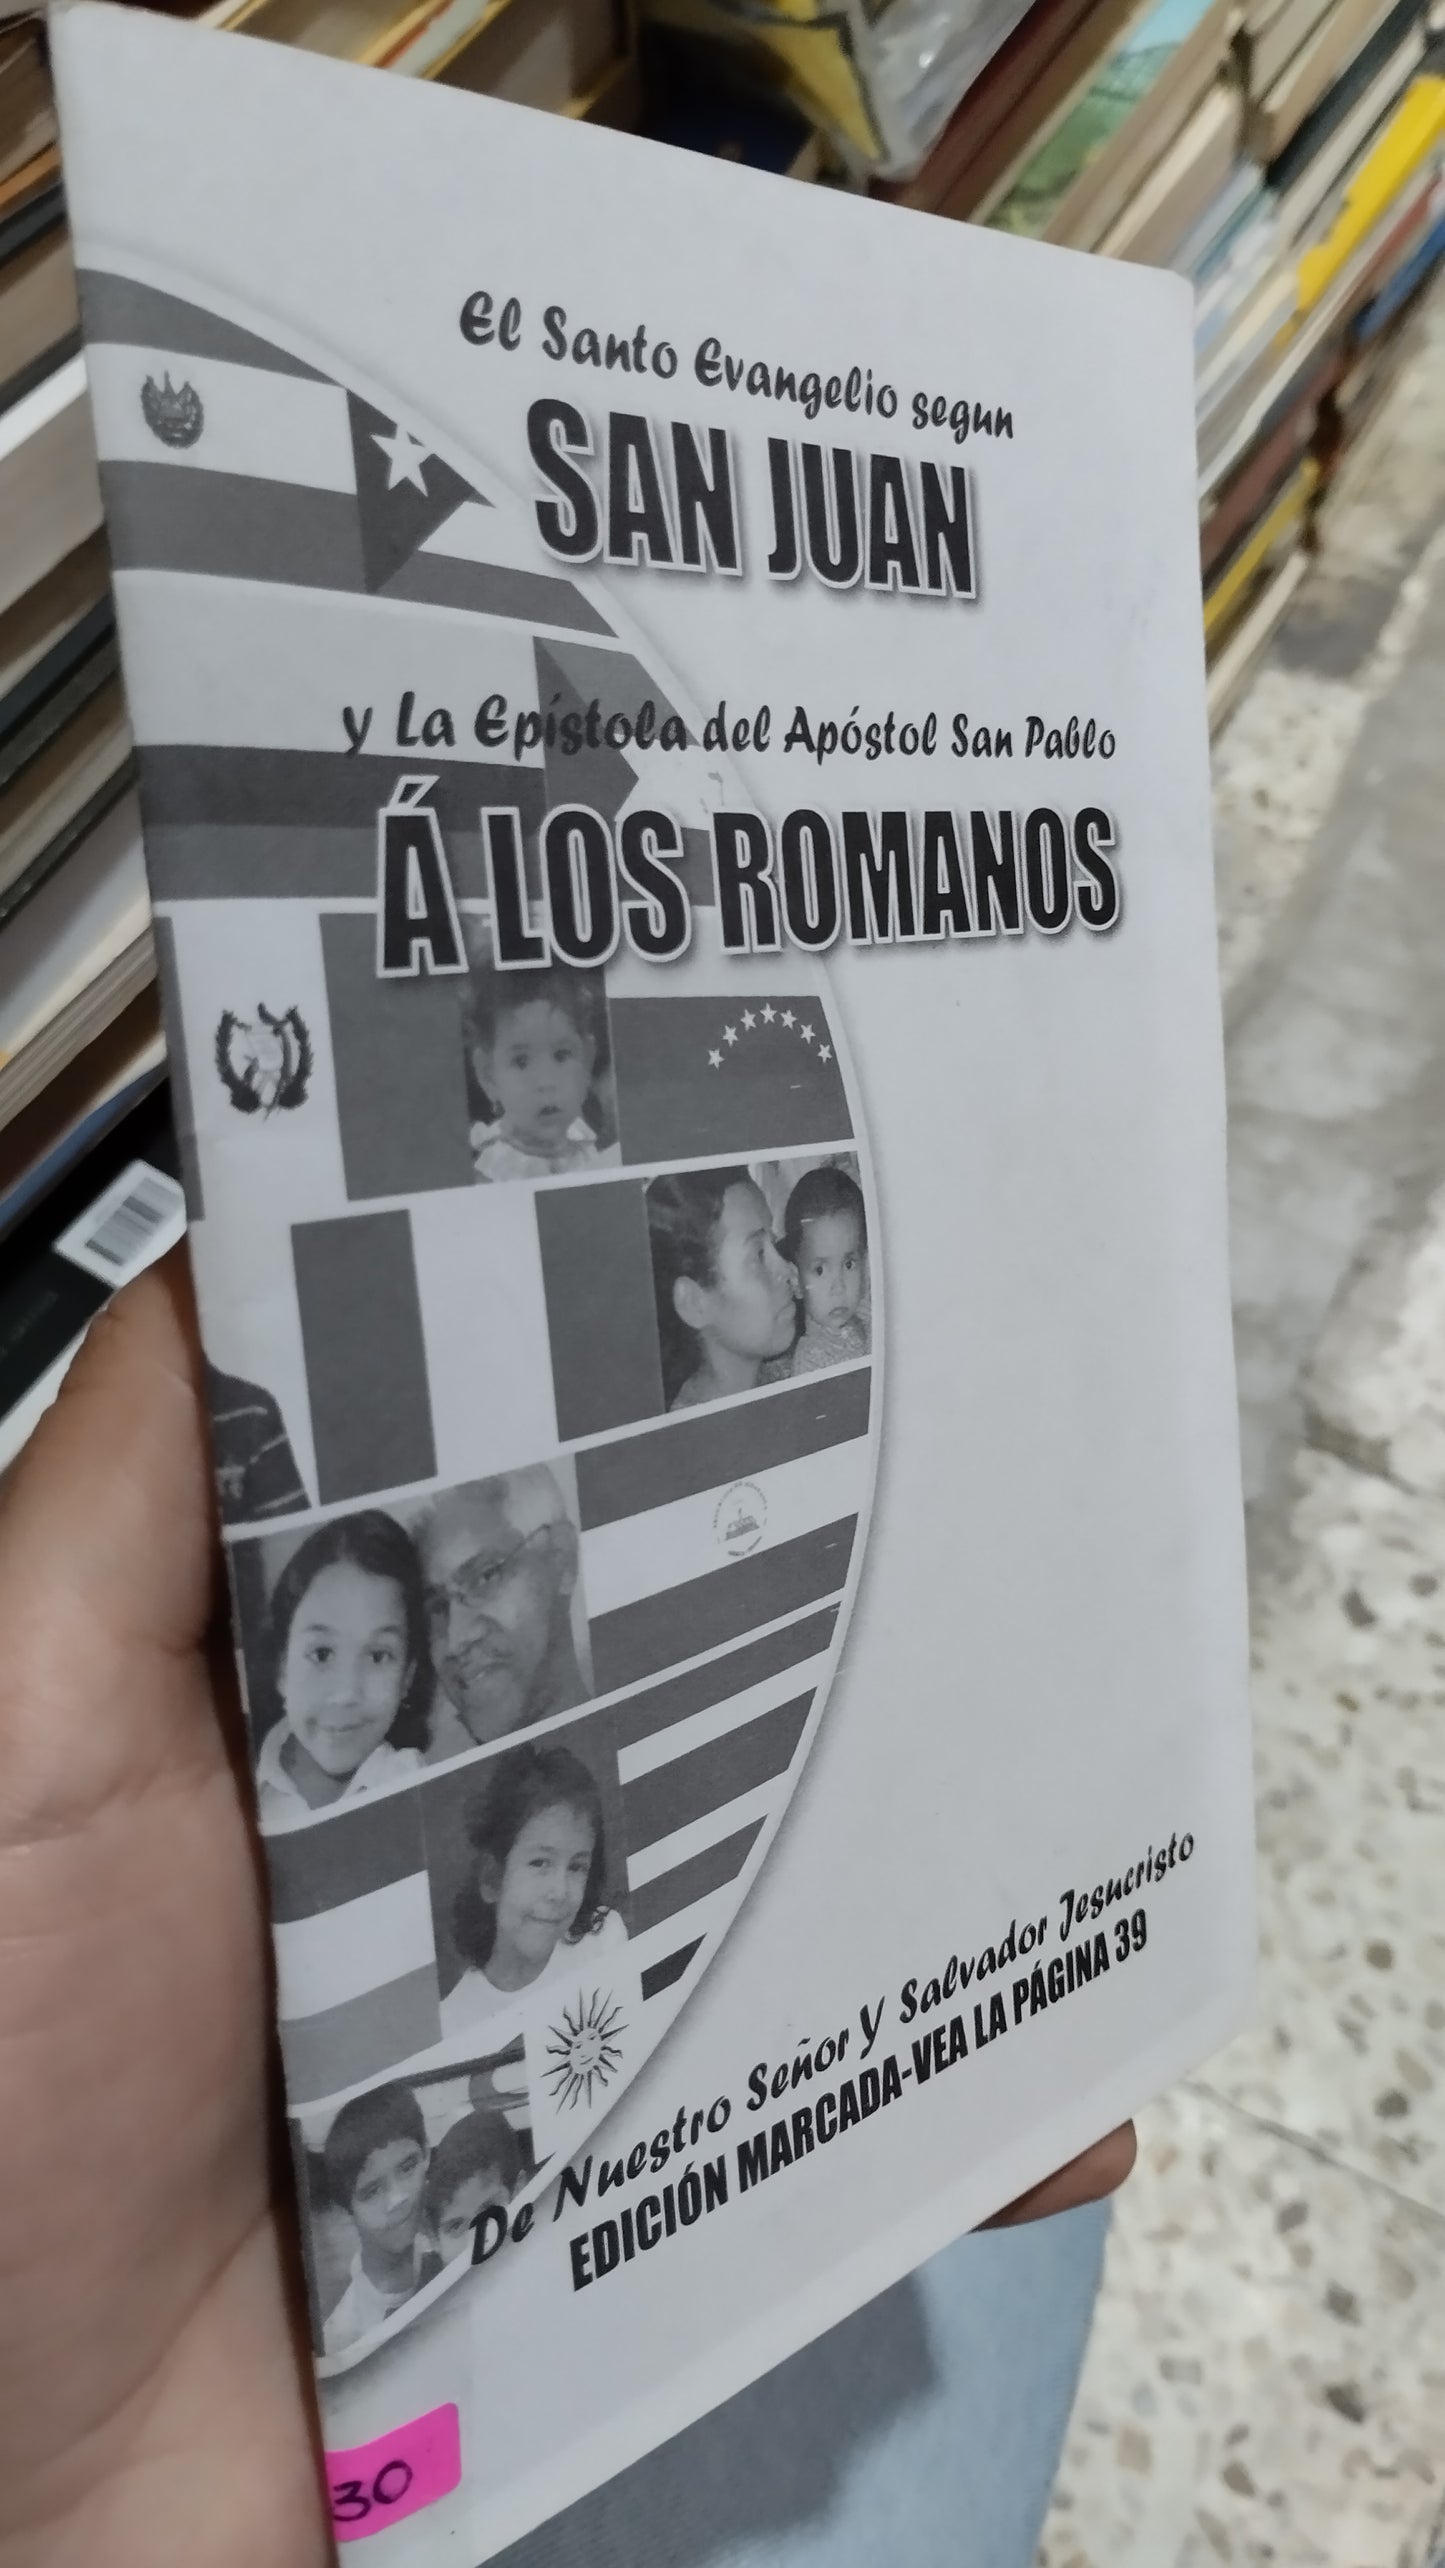 El Santo Evangelio segun
SAN JUAN
y La Epístola del Apóstol San Pablo
Á LOS ROMANOS
De Nuestro Señor Y Salvador Jesucristo
EDICIÓN MARCADA-VEA LA PÁGINA 39
30